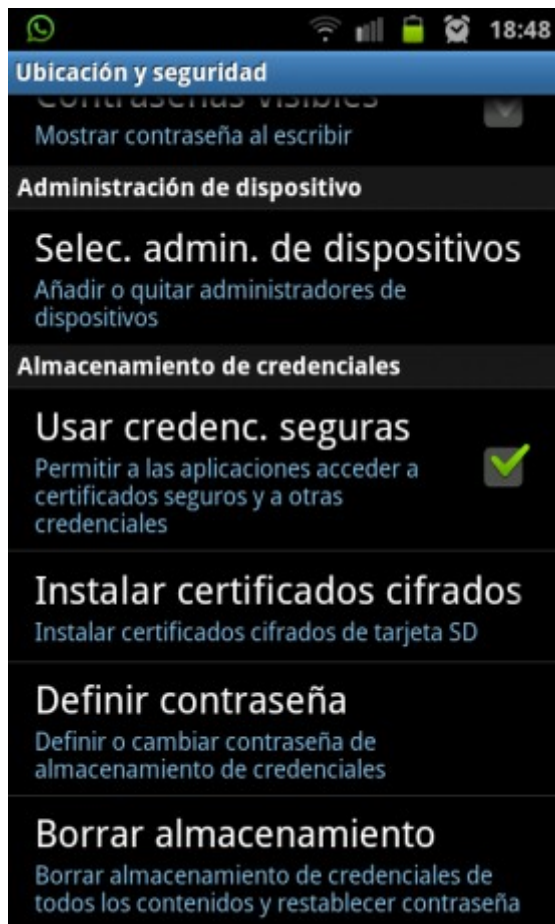 18:48
Ubicación y seguridad
Contraseñas visibles
Mostrar contraseña al escribir
Administración de dispositivo
Selec. admin. de dispositivos
Añadir o quitar administradores de
dispositivos
Almacenamiento de credenciales
Usar credenc. seguras
Permitir a las aplicaciones acceder a
certificados seguros y a otras
credenciales
Instalar certificados cifrados
Instalar certificados cifrados de tarjeta SD
Definir contraseña
Definir o cambiar contraseña de
almacenamiento de credenciales
Borrar almacenamiento
Borrar almacenamiento de credenciales de
todos los contenidos y restablecer contraseña